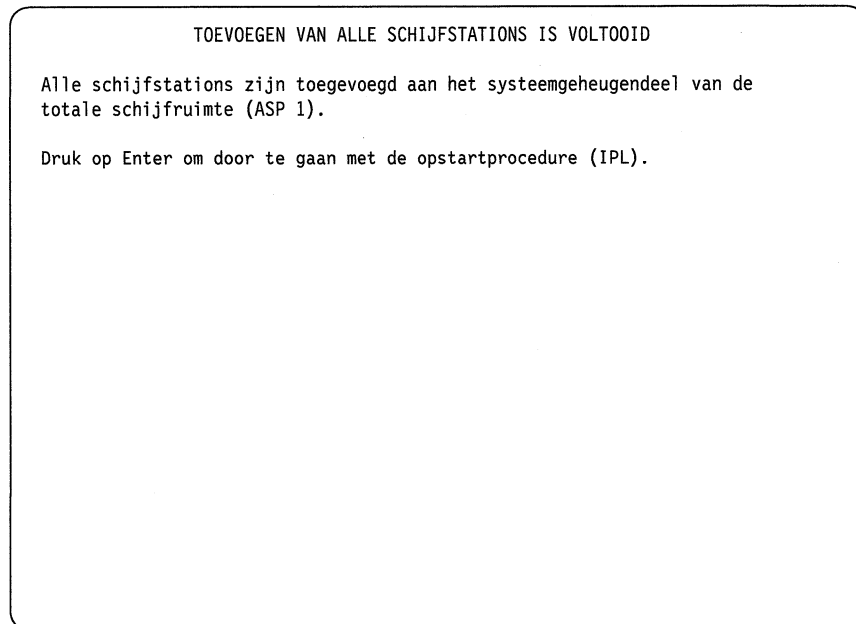 TOEVOEGEN VAN ALLE SCHIJFSTATIONS IS VOLTOOID
Alle schijfstations zijn toegevoegd aan het systeemgeheugendeel van de
totale schijfruimte (ASP 1).
Druk op Enter om door te gaan met de opstartprocedure (IPL).